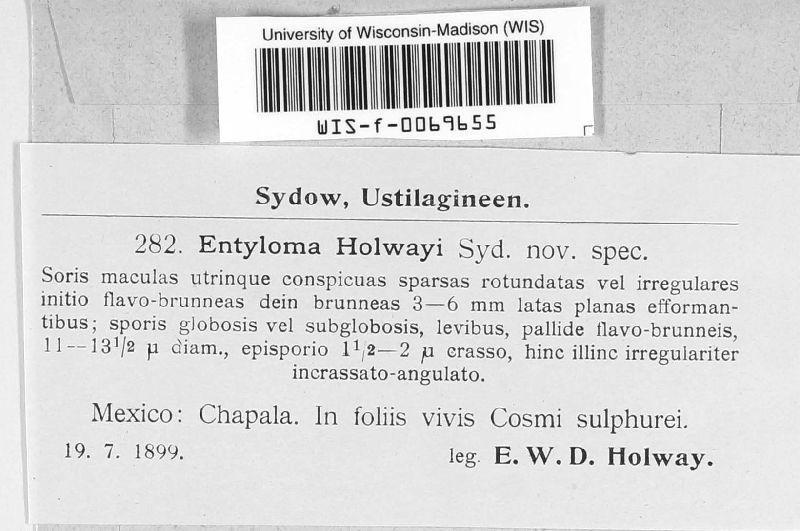 University of Wisconsin-Madison (WIS)
WIS-f-0069655
Sydow, Ustilagineen.
282. Entyloma Holwayi Syd. nov. spec.
Soris maculas utrinque conspicuas sparsas rotundatas vel irregulares
initio flavo-brunneas dein brunneas 3—6 mm latas planas efforman-
tibus; sporis globosis vel subglobosis, levibus, pallide flavo-brunneis,
11—13 1/2 µ diam., episporio 1 1/2—2 µ crasso, hinc illinc irregulariter
incrassato-angulato.
Mexico: Chapala. In foliis vivis Cosmi sulphurei.
19. 7. 1899. leg. E. W. D. Holway.